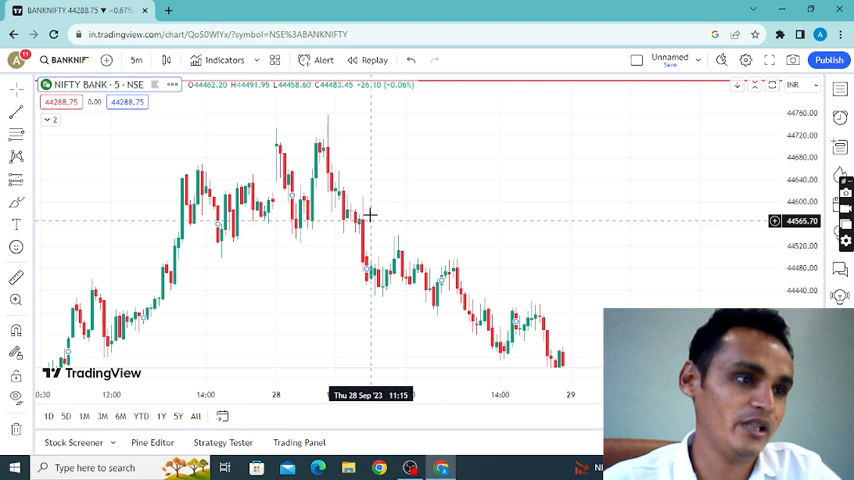 BANKNIFTY 44288.75 ▼ −0.67%
in.tradingview.com/chart/QoS0WIYx/?symbol=NSE%3ABANKNIFTY
A
A 11 BANKNIF 5m Indicators Alert Replay Unnamed Save Publish
NIFTY BANK · 5 · NSE O44462.20 H44491.95 L44458.60 C44483.45 +26.10 (+0.06%) INR
44288.75 0.00 44288.75
2
44760.00
44720.00
44680.00
44640.00
44600.00
44565.70
44520.00
44480.00
44440.00
TradingView
0:30 12:00 14:00 28 Thu 28 Sep '23 11:15 14:00 29
1D 5D 1M 3M 6M YTD 1Y 5Y All
Stock Screener Pine Editor Strategy Tester Trading Panel
Type here to search